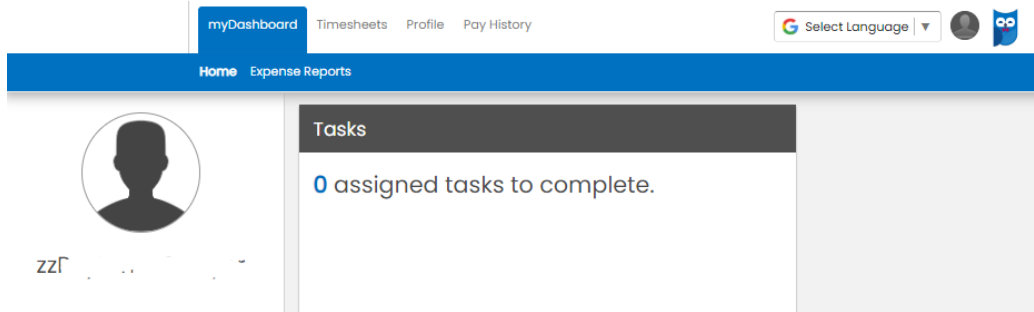 myDashboard Timesheets Profile Pay History Select Language
Home Expense Reports
Tasks
0 assigned tasks to complete.